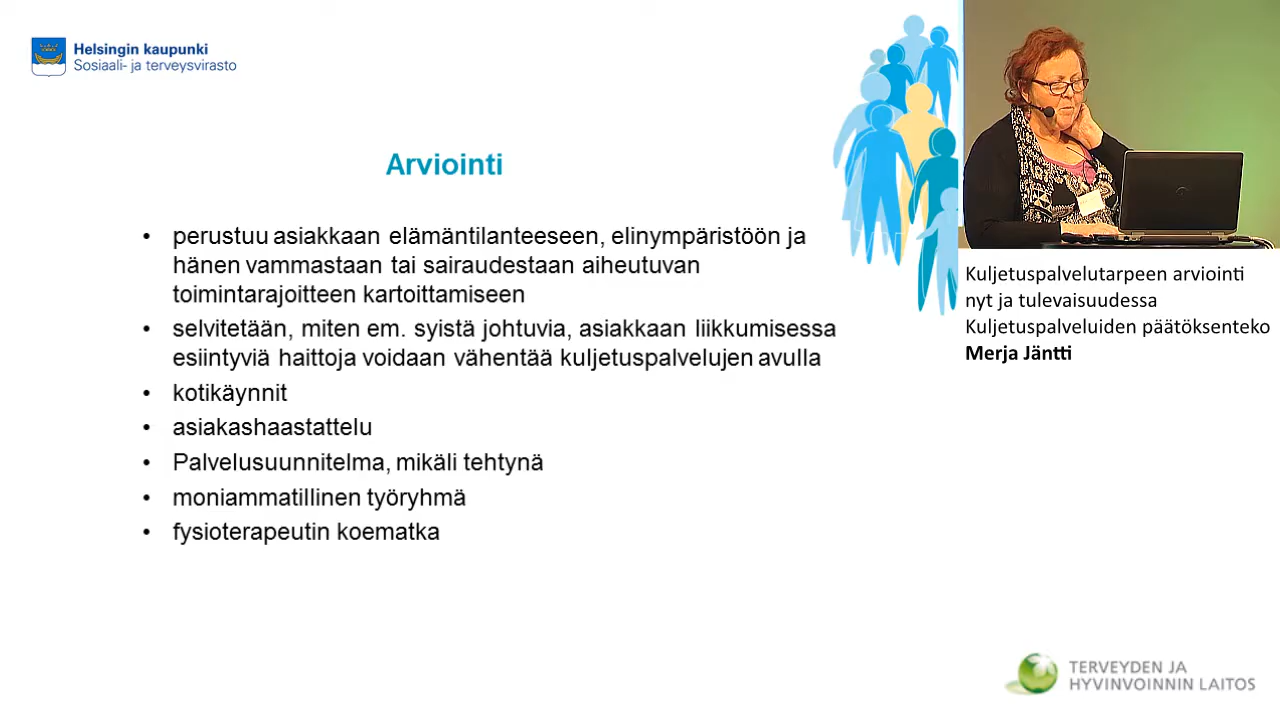 Helsingin kaupunki
Sosiaali- ja terveysvirasto
Arviointi
• perustuu asiakkaan elämäntilanteeseen, elinympäristöön ja
hänen vammastaan tai sairaudestaan aiheutuvan
toimintarajoitteen kartoittamiseen
• selvitetään, miten em. syistä johtuvia, asiakkaan liikkumisessa
esiintyviä haittoja voidaan vähentää kuljetuspalvelujen avulla
• kotikäynnit
• asiakashaastattelu
• Palvelusuunnitelma, mikäli tehtynä
• moniammatillinen työryhmä
• fysioterapeutin koematka
Kuljetuspalvelutarpeen arviointi
nyt ja tulevaisuudessa
Kuljetuspalveluiden päätöksenteko
Merja Jäntti
TERVEYDEN JA
HYVINVOINNIN LAITOS